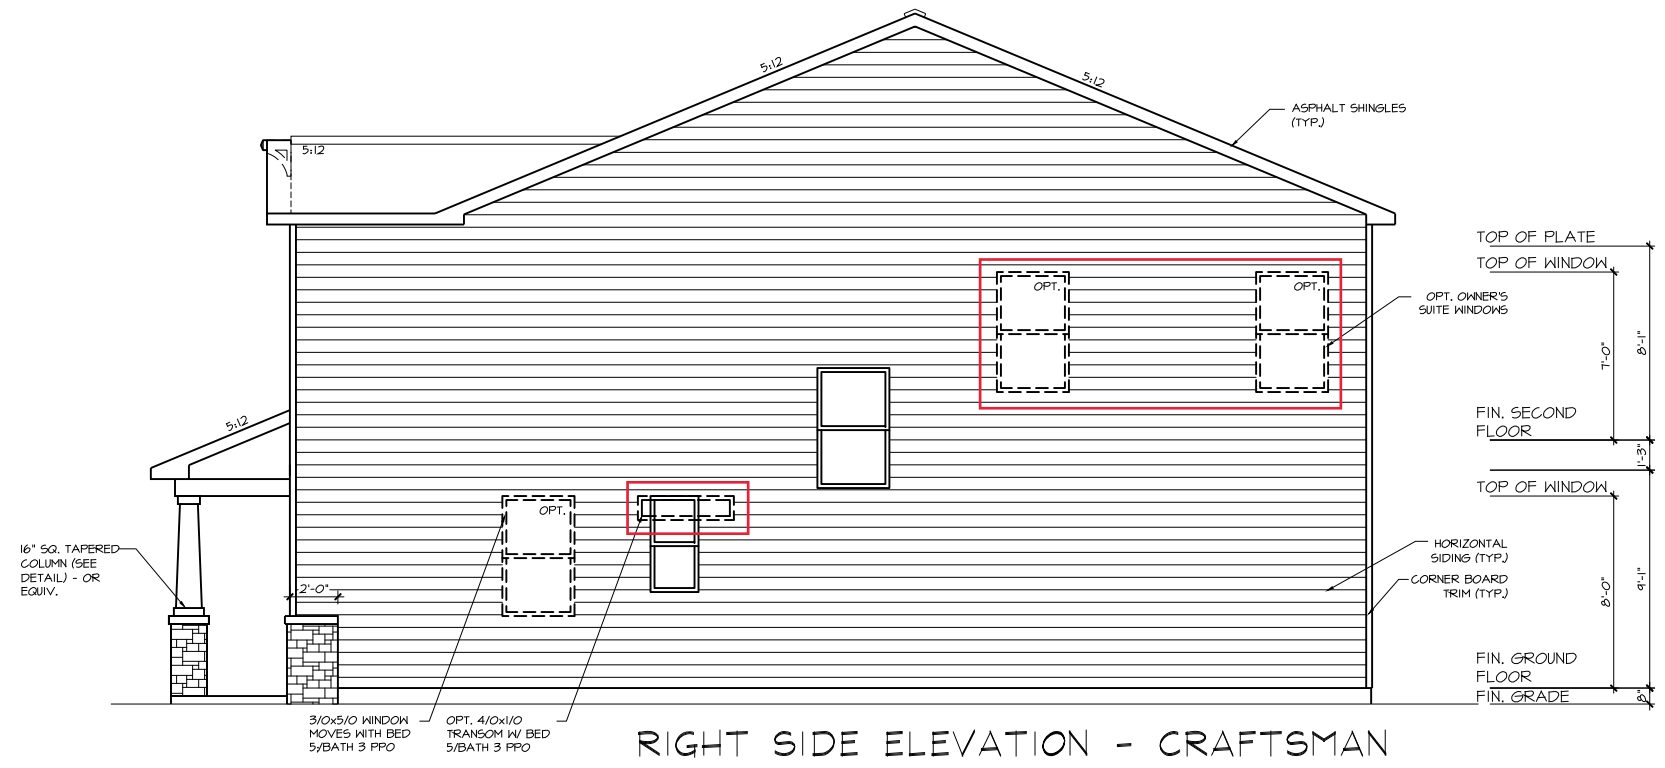 5:12
5:12
ASPHALT SHINGLES
(TYP.)
5:12
TOP OF PLATE
TOP OF WINDOW
OPT.
OPT.
OPT. OWNER'S
SUITE WINDOWS
7'-0"
8'-1"
FIN. SECOND
FLOOR
5:12
1'-3"
TOP OF WINDOW
OPT.
16" SQ. TAPERED
COLUMN (SEE
DETAIL) - OR
EQUIV.
HORIZONTAL
SIDING (TYP.)
CORNER BOARD
TRIM (TYP.)
2'-0"
8'-0"
9'-1"
FIN. GROUND
FLOOR
FIN. GRADE
8"
3/0x5/0 WINDOW
MOVES WITH BED
5;/BATH 3 PPO
OPT. 4/0x1/0
TRANSOM W/ BED
5/BATH 3 PPO
RIGHT SIDE ELEVATION - CRAFTSMAN